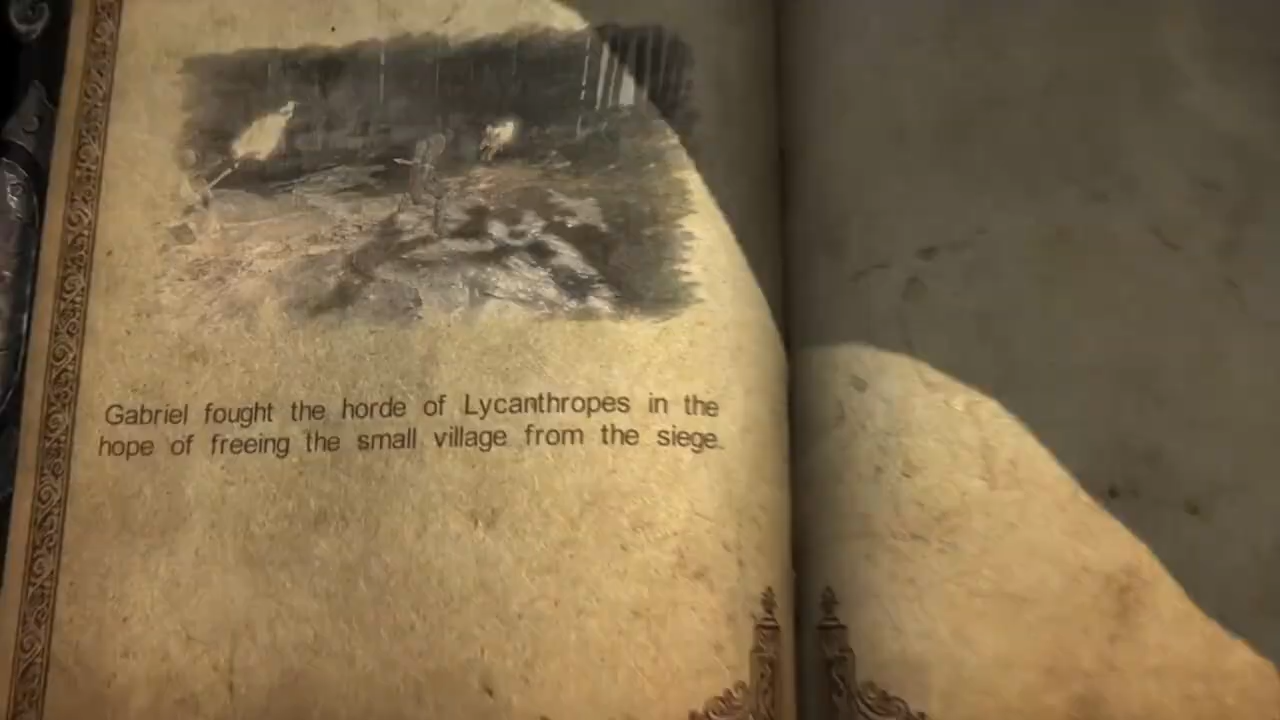 Gabriel fought the horde of Lycanthropes in the
hope of freeing the small village from the siege.